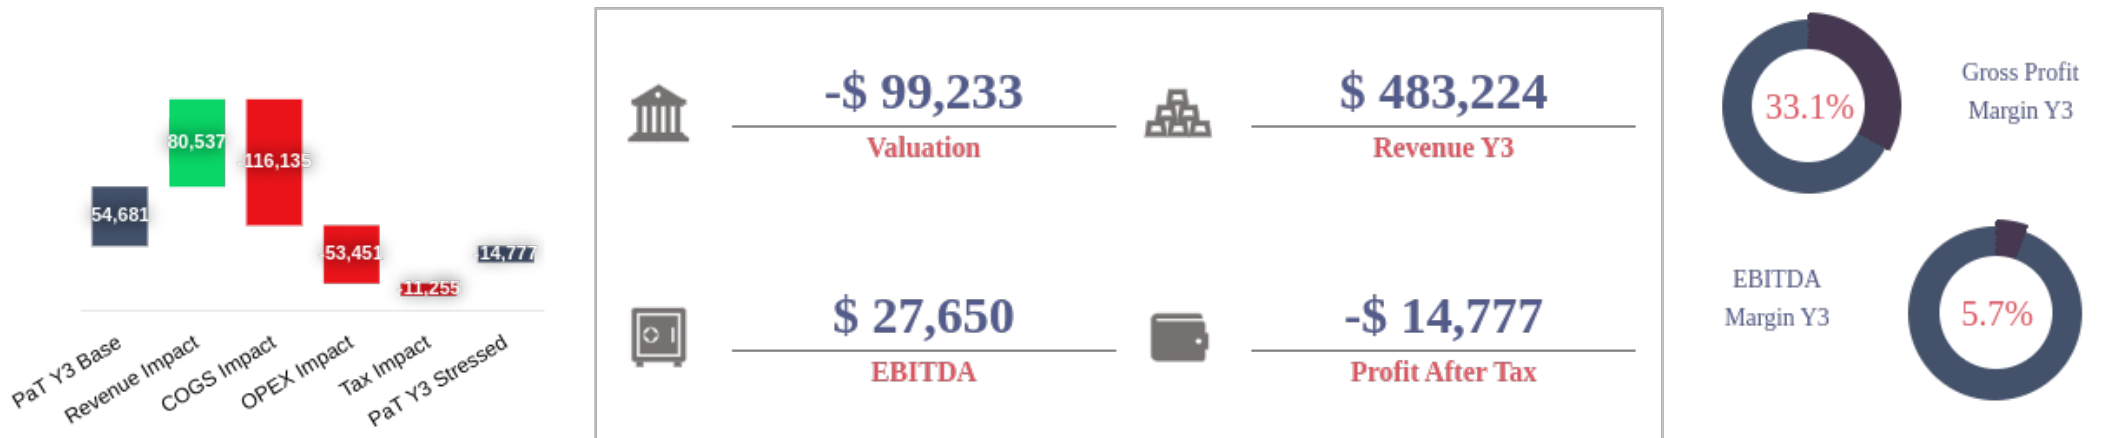 54,681
80,537
-116,135
-53,451
-11,255
-14,777
PaT Y3 Base
Revenue Impact
COGS Impact
OPEX Impact
Tax Impact
PaT Y3 Stressed
-$ 99,233
Valuation
$ 483,224
Revenue Y3
$ 27,650
EBITDA
-$ 14,777
Profit After Tax
33.1%
Gross Profit
Margin Y3
EBITDA
Margin Y3
5.7%